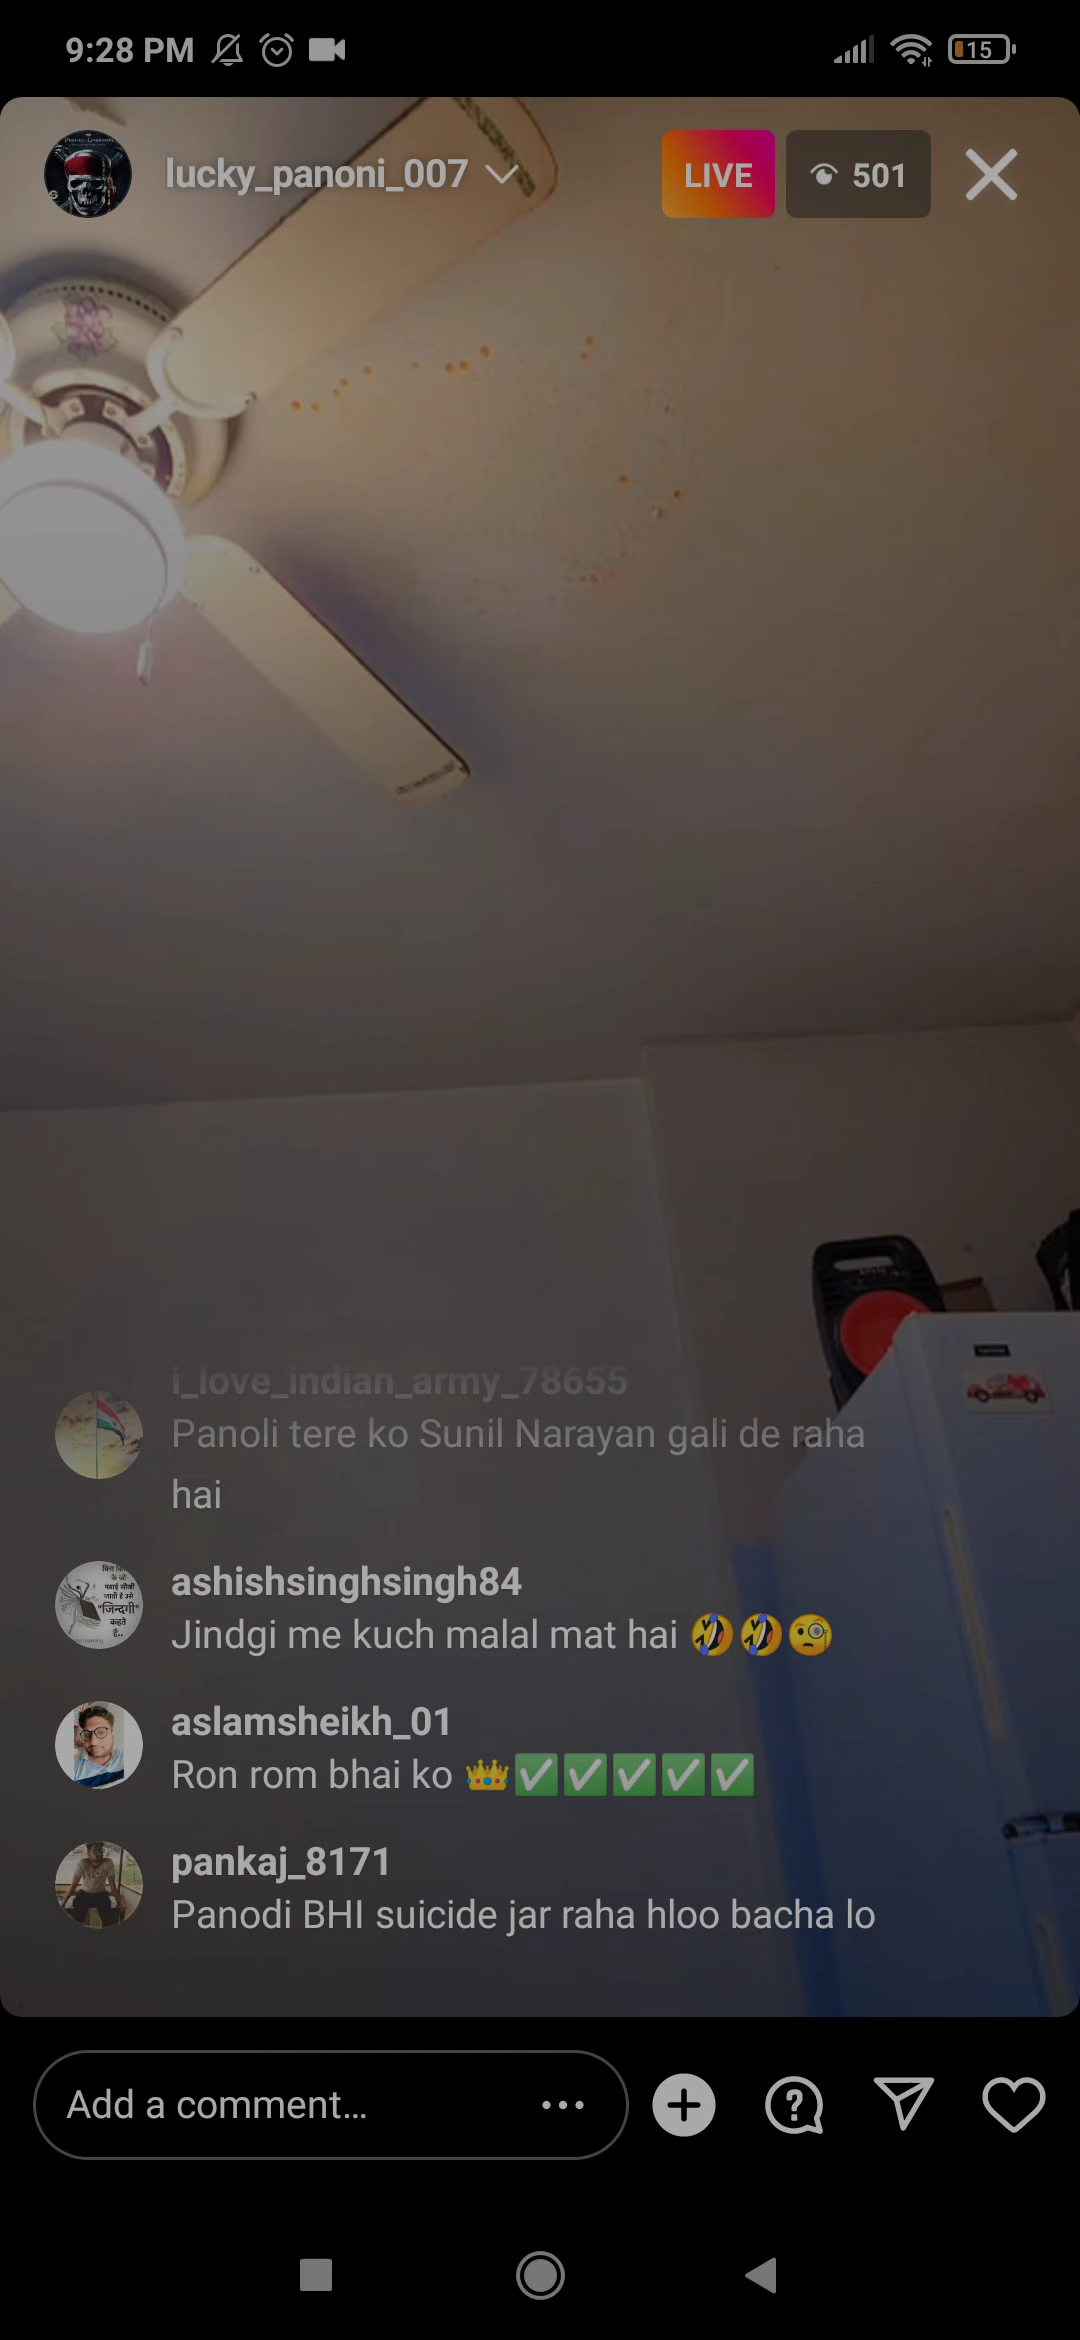 9:28 PM
15
lucky_panoni_007
LIVE
501
i_love_indian_army_78655
Panoli tere ko Sunil Narayan gali de raha
hai
ashishsinghsingh84
Jindgi me kuch malal mat hai 🤣🤣🧐
aslamsheikh_01
Ron rom bhai ko 👑✅✅✅✅✅
pankaj_8171
Panodi BHI suicide jar raha hloo bacha lo
Add a comment...